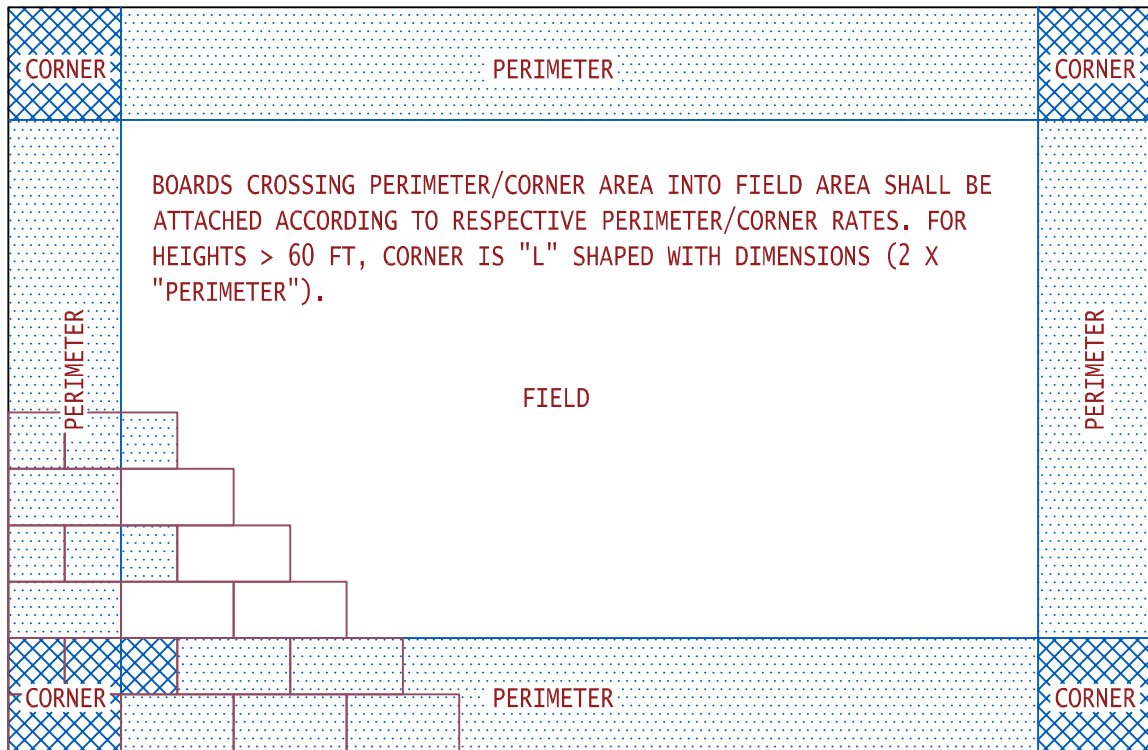 CORNER
PERIMETER
CORNER
BOARDS CROSSING PERIMETER/CORNER AREA INTO FIELD AREA SHALL BE
ATTACHED ACCORDING TO RESPECTIVE PERIMETER/CORNER RATES. FOR
HEIGHTS > 60 FT, CORNER IS "L" SHAPED WITH DIMENSIONS (2 X
"PERIMETER").
PERIMETER
FIELD
PERIMETER
CORNER
PERIMETER
CORNER